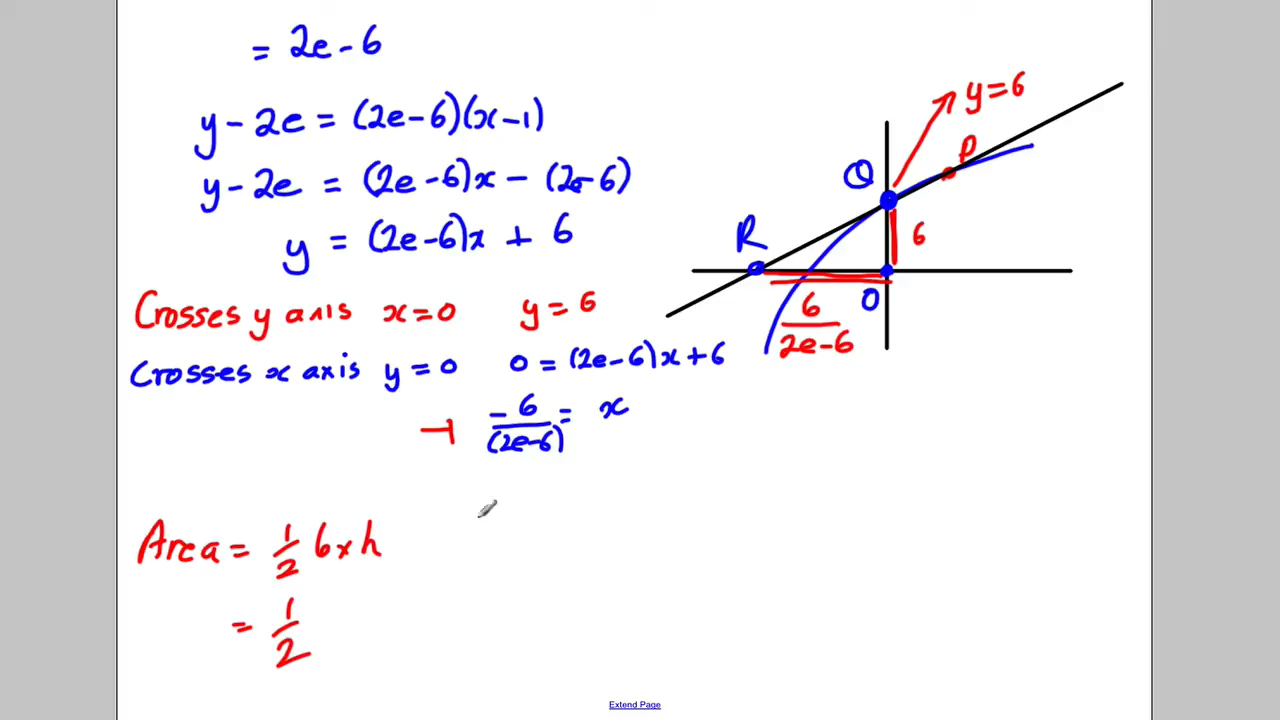 = 2e - 6
y - 2e = (2e - 6)(x - 1)
y - 2e = (2e - 6)x - (2e - 6)
y = (2e - 6)x + 6
Crosses y axis x = 0 y = 6
Crosses x axis y = 0 0 = (2e - 6)x + 6
-6/(2e - 6) = x
Area = 1/2 b x h
= 1/2
y = 6
P
Q
R
6
O
6/(2e - 6)
Extend Page